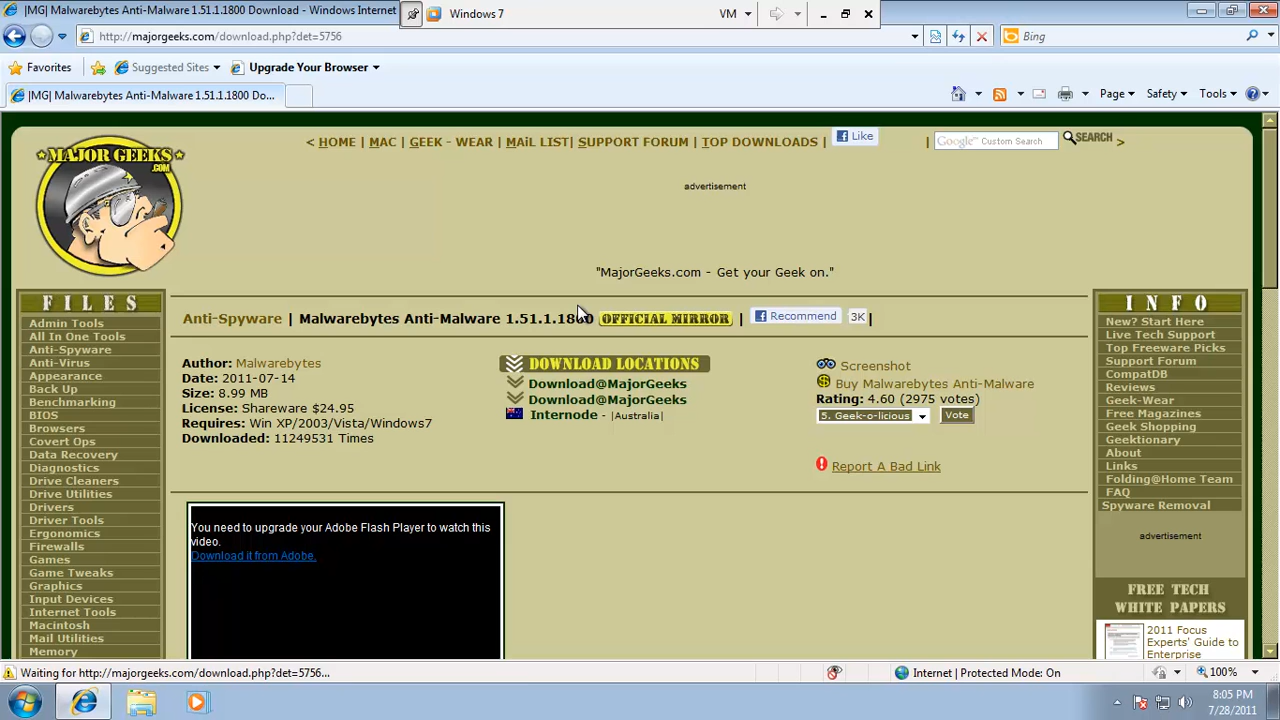 |MG| Malwarebytes Anti-Malware 1.51.1.1800 Download - Windows Internet
Windows 7
VM
http://majorgeeks.com/download.php?det=5756
Bing
Favorites
Suggested Sites
Upgrade Your Browser
|MG| Malwarebytes Anti-Malware 1.51.1.1800 Do...
Page
Safety
Tools
MAJOR GEEKS
.COM
< HOME | MAC | GEEK - WEAR | MAiL LIST| SUPPORT FORUM | TOP DOWNLOADS |
Like
|
Google™ Custom Search
SEARCH >
advertisement
"MajorGeeks.com - Get your Geek on."
FILES
Admin Tools
All In One Tools
Anti-Spyware
Anti-Virus
Appearance
Back Up
Benchmarking
BIOS
Browsers
Covert Ops
Data Recovery
Diagnostics
Drive Cleaners
Drive Utilities
Drivers
Driver Tools
Ergonomics
Firewalls
Games
Game Tweaks
Graphics
Input Devices
Internet Tools
Macintosh
Mail Utilities
Memory
Anti-Spyware | Malwarebytes Anti-Malware 1.51.1.1800 OFFICIAL MIRROR |
Recommend
3K |
Author: Malwarebytes
Date: 2011-07-14
Size: 8.99 MB
License: Shareware $24.95
Requires: Win XP/2003/Vista/Windows7
Downloaded: 11249531 Times
DOWNLOAD LOCATIONS
Download@MajorGeeks
Download@MajorGeeks
Internode - |Australia|
Screenshot
Buy Malwarebytes Anti-Malware
Rating: 4.60 (2975 votes)
5. Geek-o-licious
Vote
Report A Bad Link
You need to upgrade your Adobe Flash Player to watch this
video.
Download it from Adobe.
INFO
New? Start Here
Live Tech Support
Top Freeware Picks
Support Forum
CompatDB
Reviews
Geek-Wear
Free Magazines
Geek Shopping
Geektionary
About
Links
Folding@Home Team
FAQ
Spyware Removal
advertisement
FREE TECH
WHITE PAPERS
2011 Focus
Experts' Guide to
Enterprise
Waiting for http://majorgeeks.com/download.php?det=5756...
Internet | Protected Mode: On
100%
8:05 PM
7/28/2011